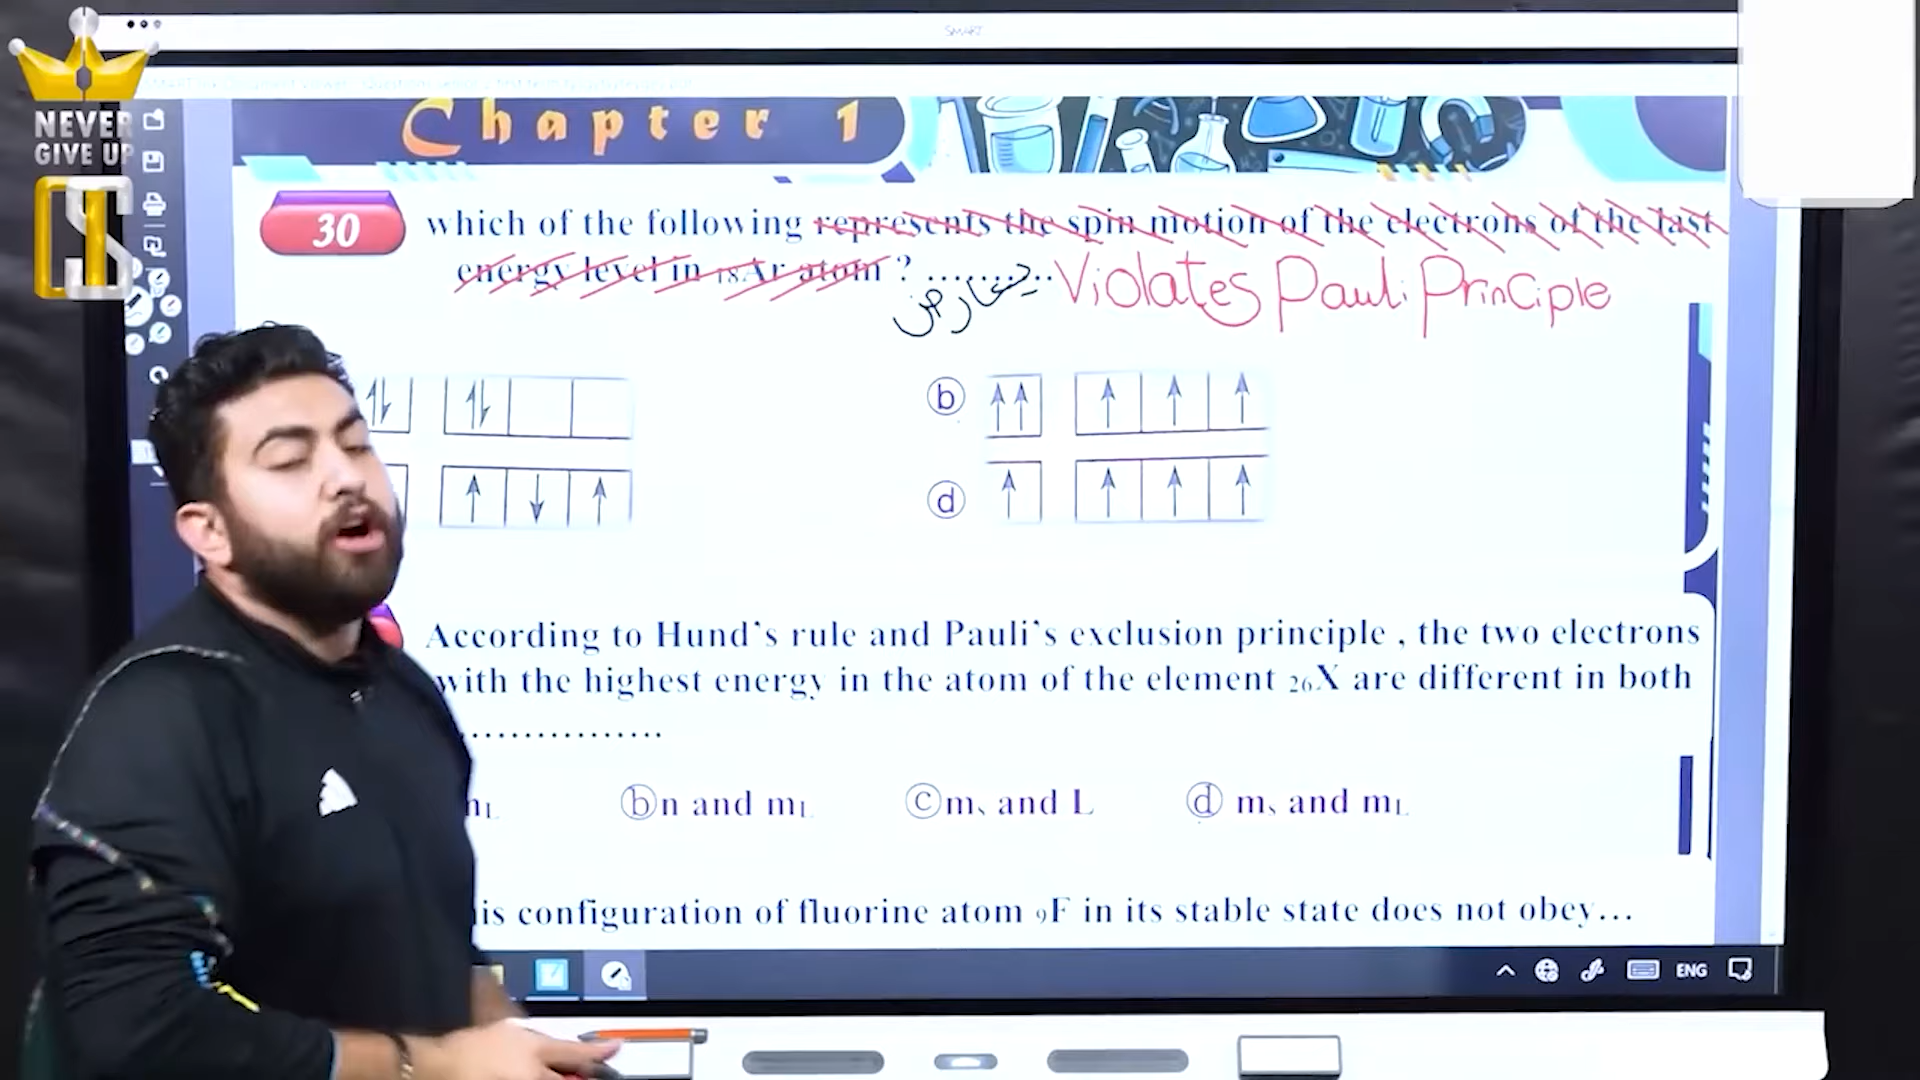 SMART
NEVER
GIVE UP
CS
Chapter 1
30
which of the following represents the spin motion of the electrons of the last
energy level in ₁₈Ar atom ? ........... Violates Pauli Principle
يتعارض
b
d
According to Hund's rule and Pauli's exclusion principle , the two electrons
with the highest energy in the atom of the element ₂₆X are different in both
...............
mL ⓑ n and mL ⓒ mₛ and L ⓓ mₛ and mL
is configuration of fluorine atom ₉F in its stable state does not obey...
ENG